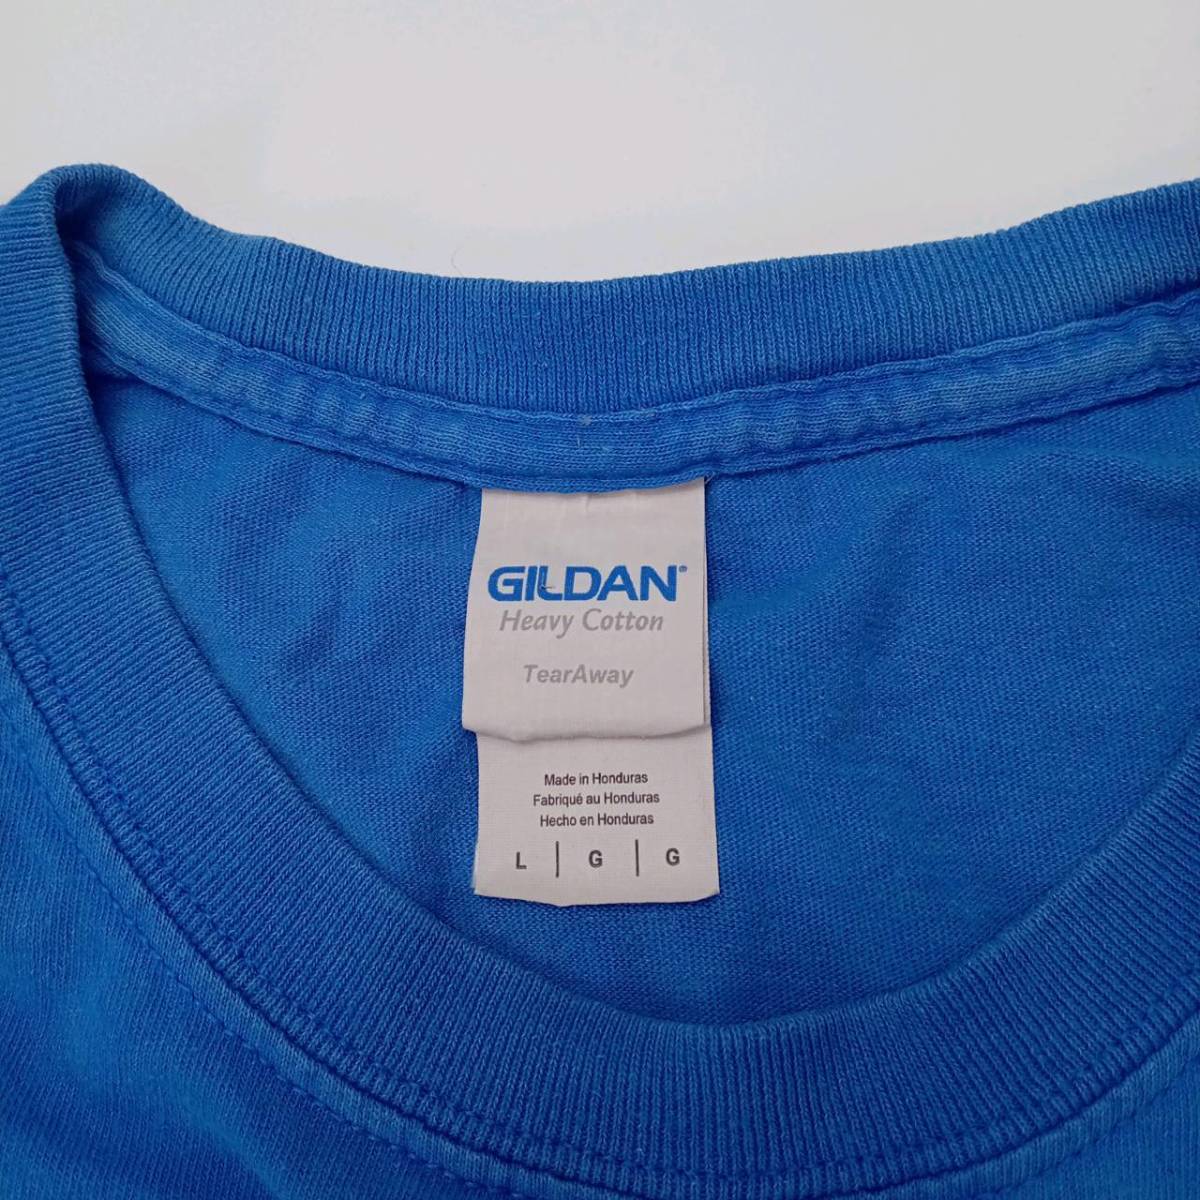 GILDAN®
Heavy Cotton
TearAway
Made in Honduras
Fabriqué au Honduras
Hecho en Honduras
L | G | G